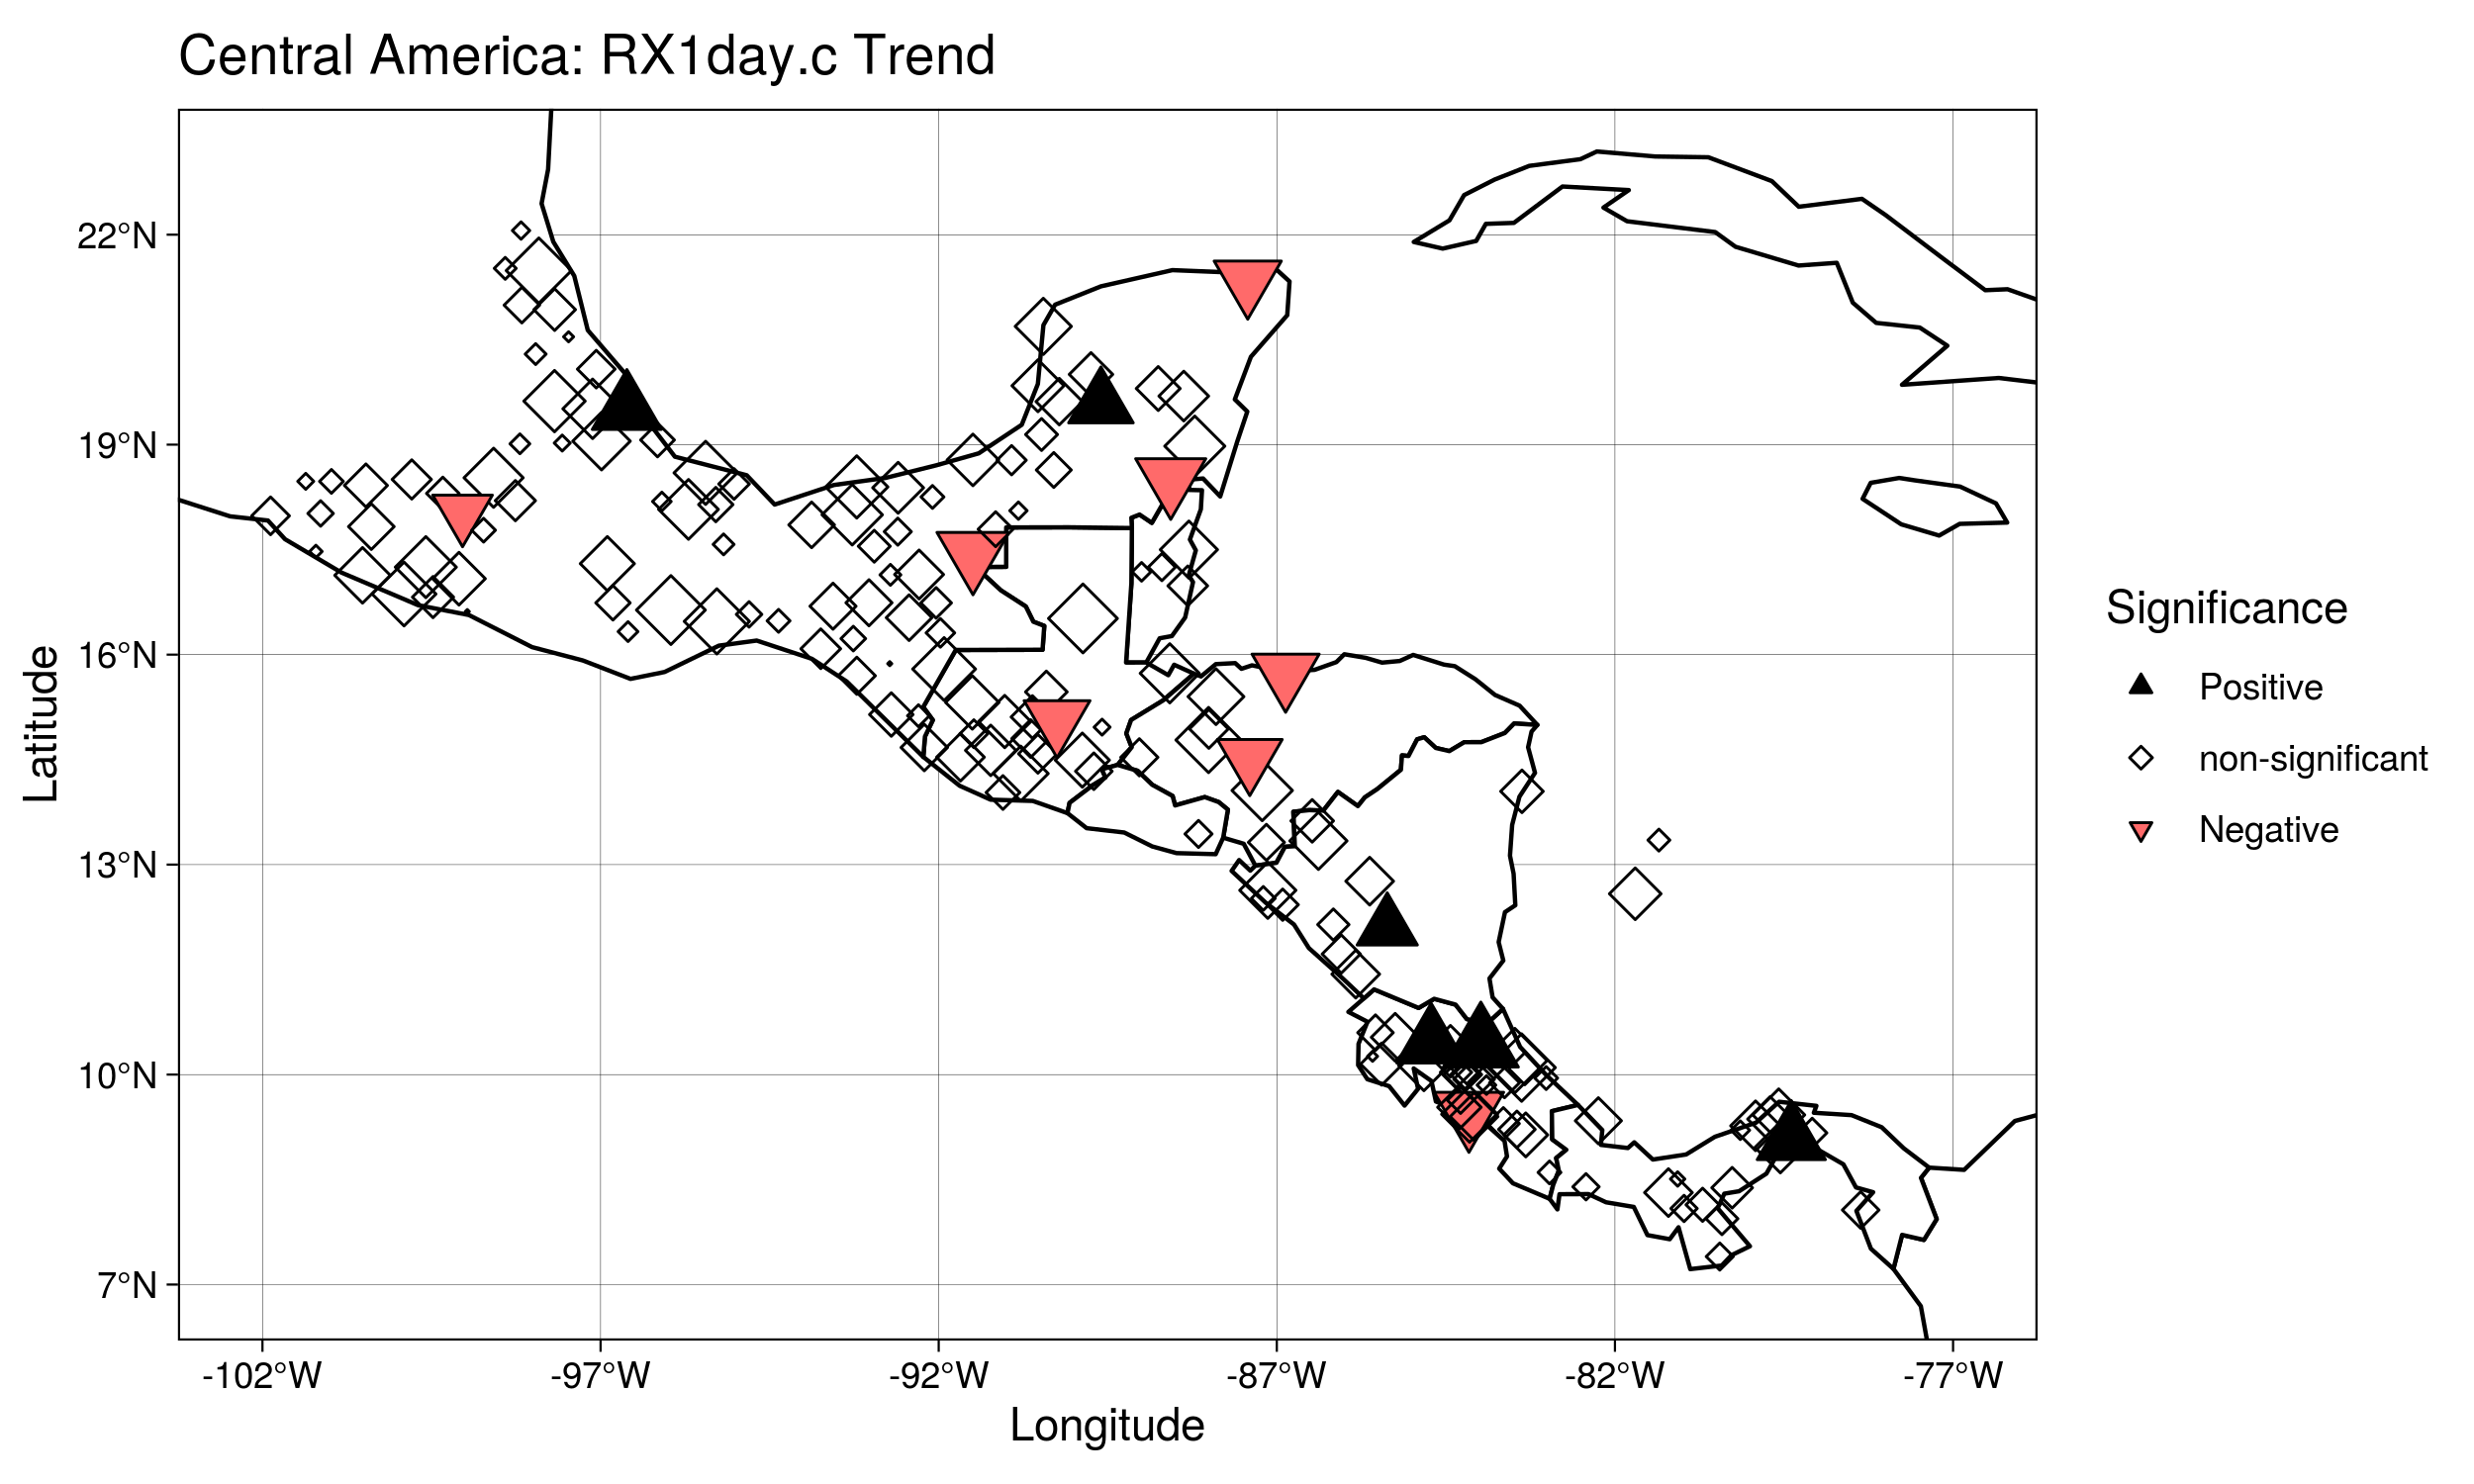 Central America: RX1day.c Trend
22°N
19°N
16°N
13°N
10°N
7°N
Latitude
-102°W
-97°W
-92°W
-87°W
-82°W
-77°W
Longitude
Significance
Positive
non-significant
Negative